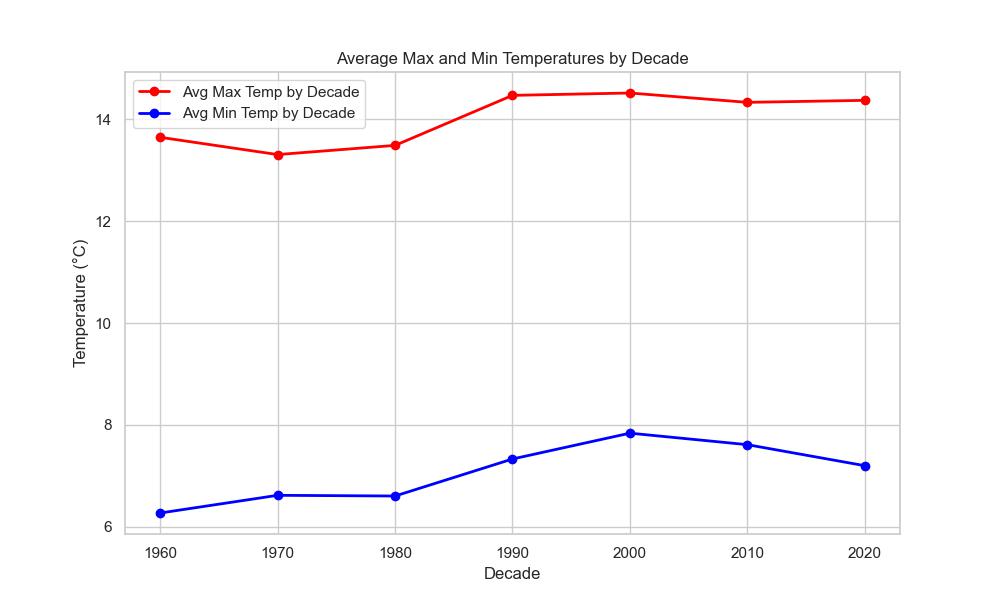 Average Max and Min Temperatures by Decade
Avg Max Temp by Decade
Avg Min Temp by Decade
Temperature (°C)
14
12
10
8
6
1960 1970 1980 1990 2000 2010 2020
Decade